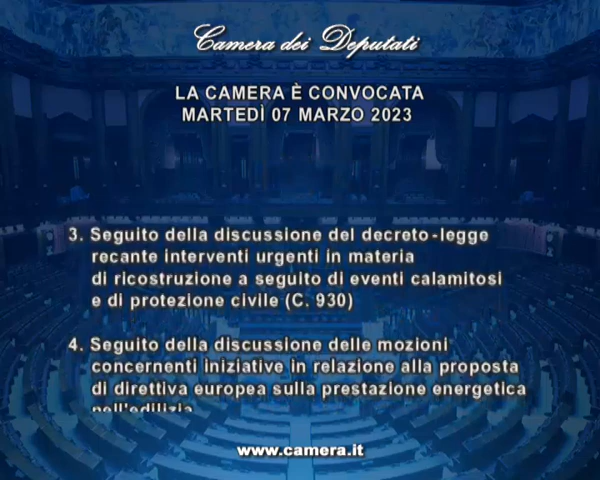 Camera dei Deputati
LA CAMERA È CONVOCATA
MARTEDÌ 07 MARZO 2023
3. Seguito della discussione del decreto-legge
recante interventi urgenti in materia
di ricostruzione a seguito di eventi calamitosi
e di protezione civile (C. 930)
4. Seguito della discussione delle mozioni
concernenti iniziative in relazione alla proposta
di direttiva europea sulla prestazione energetica
nell'edilizia
www.camera.it